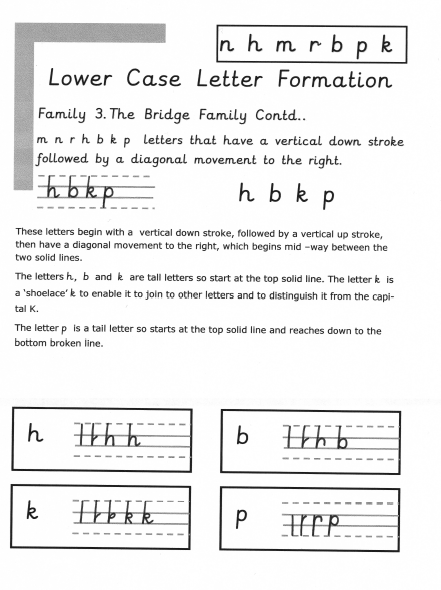 n h m r b p k
Lower Case Letter Formation
Family 3. The Bridge Family Contd..
m n r h b k p letters that have a vertical down stroke
followed by a diagonal movement to the right.
h b k p h b k p
These letters begin with a vertical down stroke, followed by a vertical up stroke,
then have a diagonal movement to the right, which begins mid –way between the
two solid lines.
The letters h, b and k are tall letters so start at the top solid line. The letter k is
a ‘shoelace’ k to enable it to join to other letters and to distinguish it from the capi-
tal K.
The letter p is a tail letter so starts at the top solid line and reaches down to the
bottom broken line.
h h h
b h b
k k k
p p